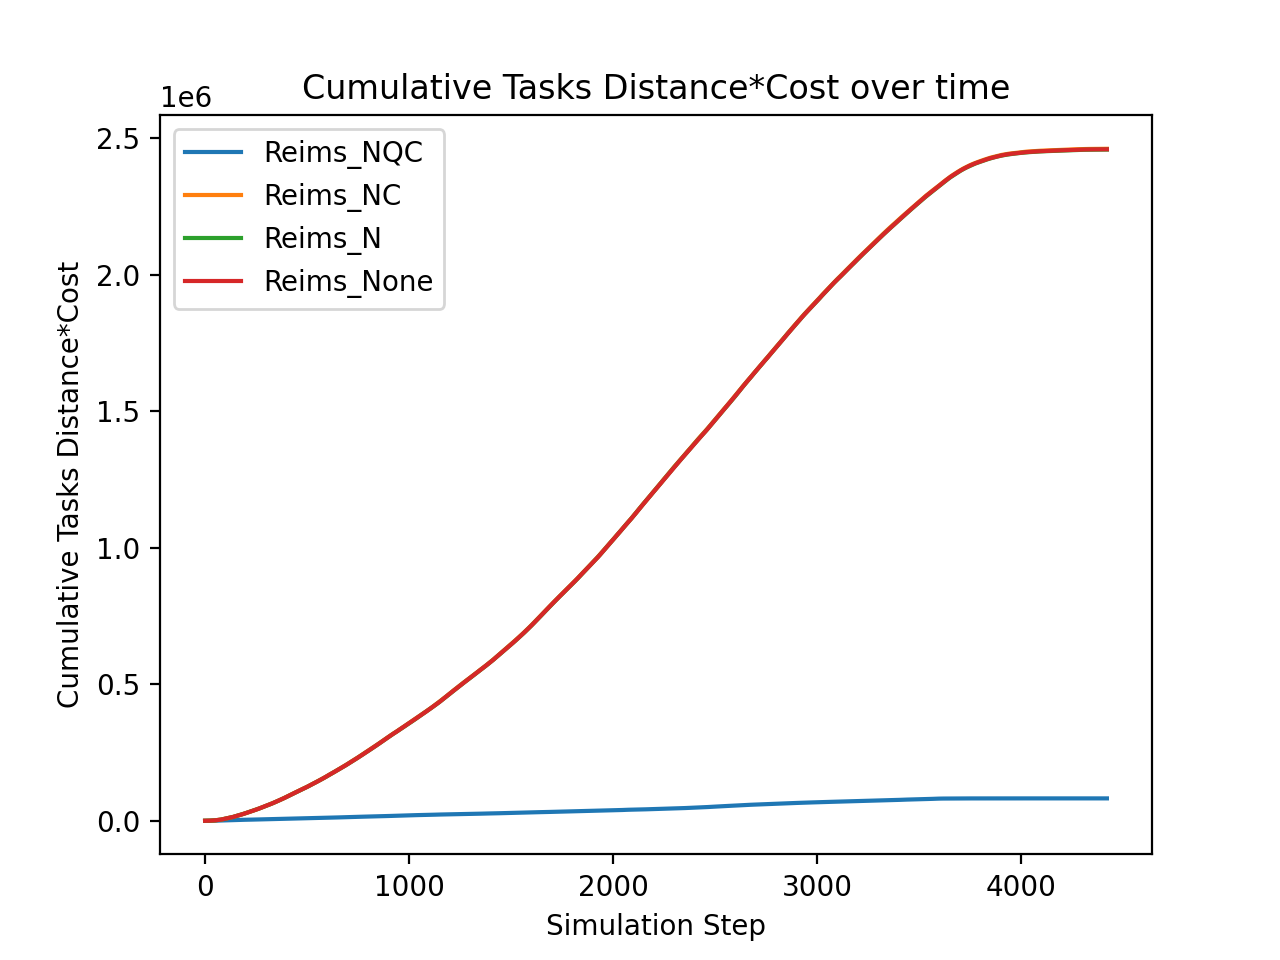 Cumulative Tasks Distance*Cost over time
1e6
2.5
2.0
1.5
1.0
0.5
0.0
Cumulative Tasks Distance*Cost
Reims_NQC
Reims_NC
Reims_N
Reims_None
0 1000 2000 3000 4000
Simulation Step